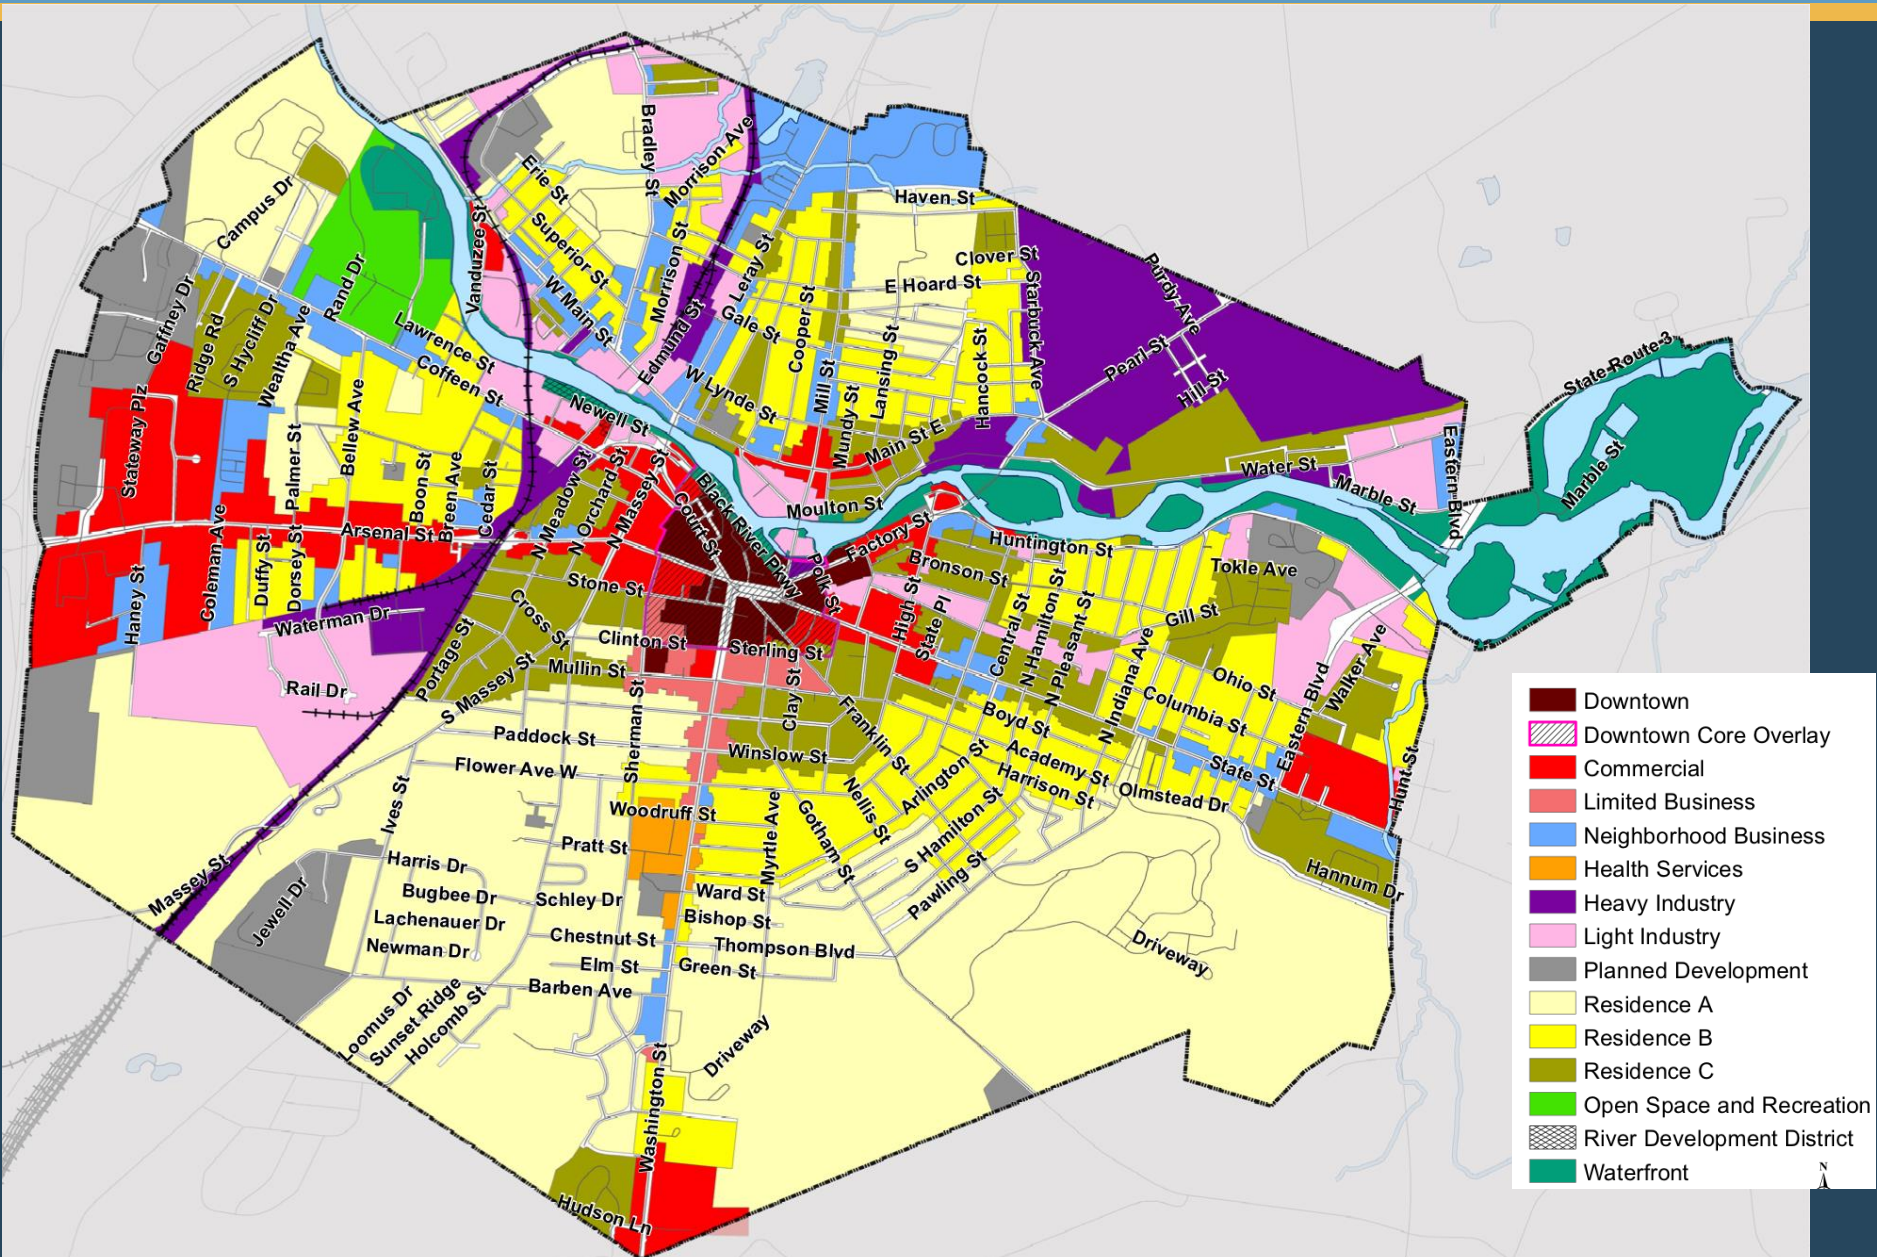 Bradley St
Morrison Ave
Erie St
Haven St
Campus Dr
Superior St
Vanduzee St
Morrison St
Leray St
Clover St
E Hoard St
Starbuck Ave
Purdy Ave
Rand Dr
Gaffney Dr
Ridge Rd
S Hycliff Dr
Wealtha Ave
W Main St
Edmund St
Gale St
Cooper St
Lansing St
Hancock St
Pearl St
Hill St
State Route 3
Lawrence St
Coffeen St
Newell St
W Lynde St
Mill St
Mundy St
Main St E
Stateway Plz
Palmer St
Bellew Ave
Boon St
Breen Ave
Cedar St
N Meadow St
N Orchard St
N Massey St
Court St
Black River Pkwy
Moulton St
Factory St
Water St
Marble St
Eastern Blvd
Marble St
Arsenal St
Coleman Ave
Duffy St
Dorsey St
Haney St
Waterman Dr
Rail Dr
Portage St
Cross St
Stone St
Clinton St
Mullin St
S Massey St
Sterling St
Polk St
High St
State Pl
Bronson St
Huntington St
Central St
N Hamilton St
N Pleasant St
N Indiana Ave
Gill St
Tokle Ave
Ohio St
Columbia St
Eastern Blvd
Walker Ave
Hunt St
State St
Paddock St
Flower Ave W
Sherman St
Clay St
Winslow St
Franklin St
Boyd St
Academy St
Harrison St
Olmstead Dr
Arlington St
Nellis St
Gotham St
S Hamilton St
Pawling St
Myrtle Ave
Woodruff St
Pratt St
Ives St
Harris Dr
Bugbee Dr
Lachenauer Dr
Newman Dr
Schley Dr
Chestnut St
Elm St
Barben Ave
Ward St
Bishop St
Thompson Blvd
Green St
Hannum Dr
Driveway
Driveway
Massey St
Jewell Dr
Loomus Dr
Sunset Ridge
Holcomb St
Washington St
Hudson Ln
Downtown
Downtown Core Overlay
Commercial
Limited Business
Neighborhood Business
Health Services
Heavy Industry
Light Industry
Planned Development
Residence A
Residence B
Residence C
Open Space and Recreation
River Development District
Waterfront
N